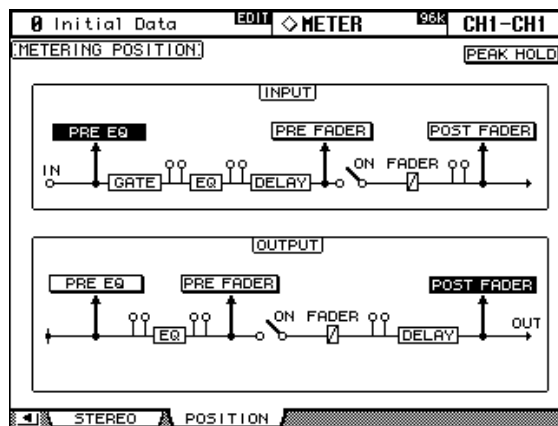 0 Initial Data EDIT METER 96k CH1-CH1
METERING POSITION PEAK HOLD
INPUT
PRE EQ PRE FADER POST FADER
IN GATE EQ DELAY ON FADER
OUTPUT
PRE EQ PRE FADER POST FADER
EQ ON FADER DELAY OUT
STEREO POSITION